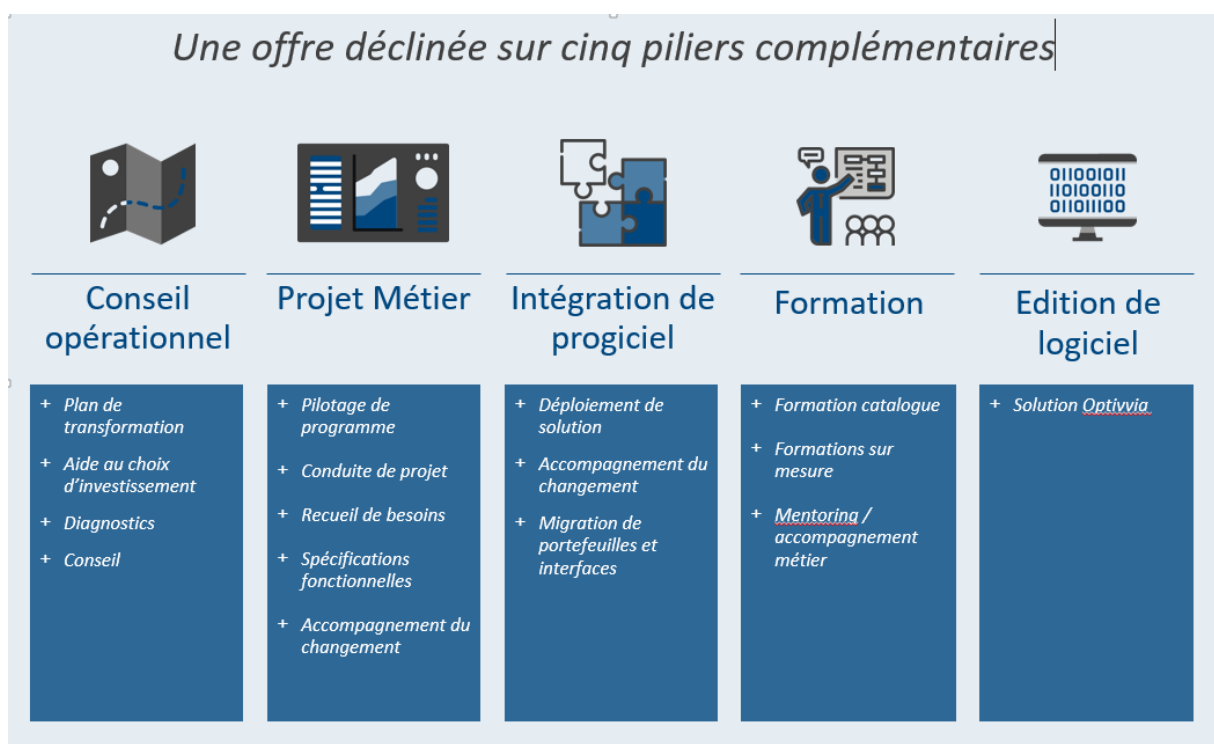 Une offre déclinée sur cinq piliers complémentaires
011001011
110100110
011011100
Conseil
opérationnel
+ Plan de
transformation
+ Aide au choix
d’investissement
+ Diagnostics
+ Conseil
Projet Métier
+ Pilotage de
programme
+ Conduite de projet
+ Recueil de besoins
+ Spécifications
fonctionnelles
+ Accompagnement du
changement
Intégration de
progiciel
+ Déploiement de
solution
+ Accompagnement du
changement
+ Migration de
portefeuilles et
interfaces
Formation
+ Formation catalogue
+ Formations sur
mesure
+ Mentoring /
accompagnement
métier
Edition de
logiciel
+ Solution Optivvia